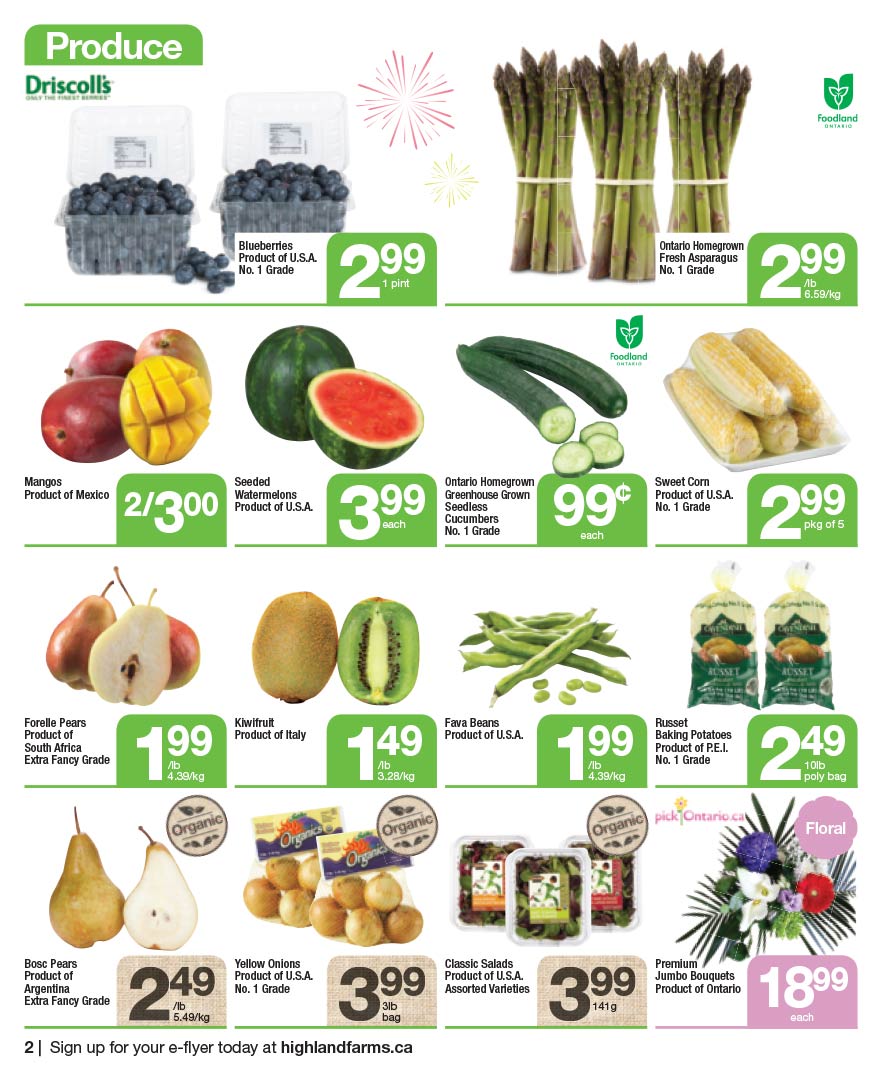 Produce
Driscoll's
ONLY THE FINEST BERRIES
Foodland
ONTARIO
Blueberries
Product of U.S.A.
No. 1 Grade
2.99
1 pint
Ontario Homegrown
Fresh Asparagus
No. 1 Grade
2.99
/lb
6.59/kg
Mangos
Product of Mexico
2/3.00
Seeded
Watermelons
Product of U.S.A.
3.99
each
Foodland
ONTARIO
Ontario Homegrown
Greenhouse Grown
Seedless
Cucumbers
No. 1 Grade
99¢
each
Sweet Corn
Product of U.S.A.
No. 1 Grade
2.99
pkg of 5
Forelle Pears
Product of
South Africa
Extra Fancy Grade
1.99
/lb
4.39/kg
Kiwifruit
Product of Italy
1.49
/lb
3.28/kg
Fava Beans
Product of U.S.A.
1.99
/lb
4.39/kg
CAVENDISH
RUSSET
CAVENDISH
RUSSET
Russet
Baking Potatoes
Product of P.E.I.
No. 1 Grade
2.49
10lb
poly bag
Organic
Bosc Pears
Product of
Argentina
Extra Fancy Grade
2.49
/lb
5.49/kg
Organics
Organics
Organic
Yellow Onions
Product of U.S.A.
No. 1 Grade
3.99
3lb
bag
Organic
Classic Salads
Product of U.S.A.
Assorted Varieties
3.99
141g
pickOntario.ca
Floral
Premium
Jumbo Bouquets
Product of Ontario
18.99
each
2 | Sign up for your e-flyer today at highlandfarms.ca